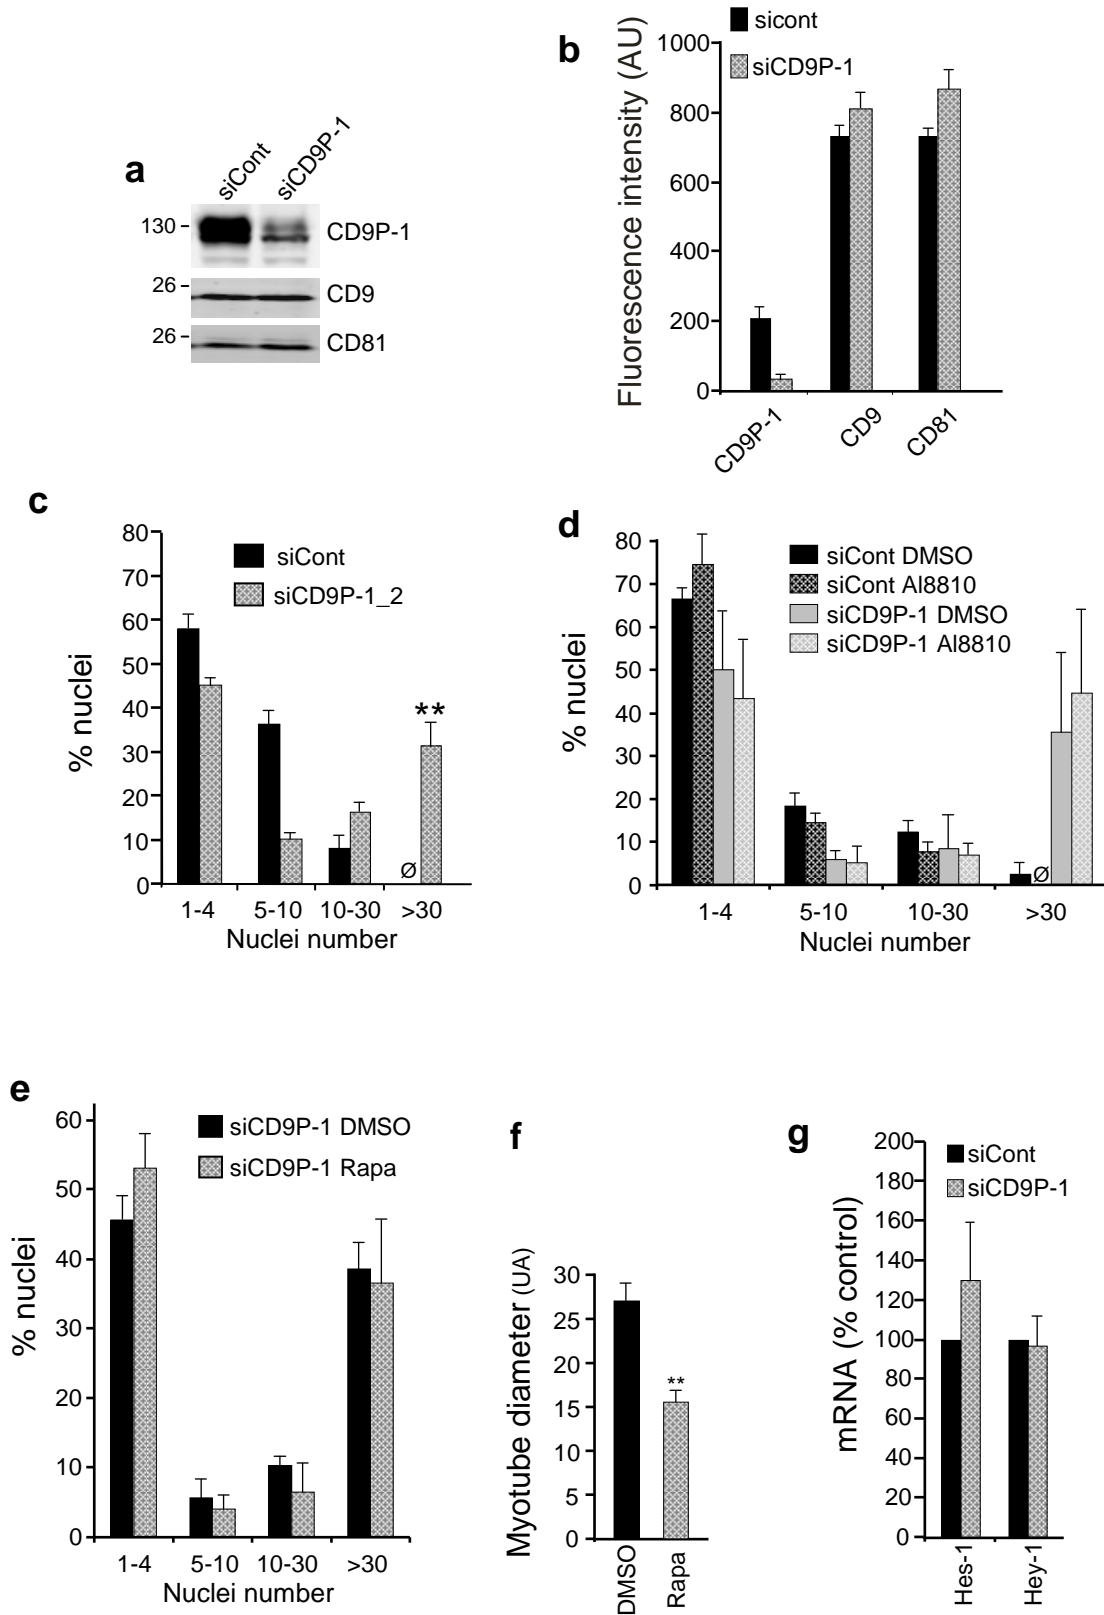 a
siCont
siCD9P-1
130
CD9P-1
26
CD9
26
CD81
b
sicont
siCD9P-1
Fluorescence intensity (AU)
1000
800
600
400
200
0
CD9P-1
CD9
CD81
c
siCont
siCD9P-1_2
% nuclei
80
70
60
50
40
30
20
10
0
**
Ø
1-4
5-10
10-30
>30
Nuclei number
d
siCont DMSO
siCont Al8810
siCD9P-1 DMSO
siCD9P-1 Al8810
% nuclei
80
70
60
50
40
30
20
10
0
Ø
1-4
5-10
10-30
>30
Nuclei number
e
siCD9P-1 DMSO
siCD9P-1 Rapa
% nuclei
60
50
40
30
20
10
0
1-4
5-10
10-30
>30
Nuclei number
f
Myotube diameter (UA)
30
25
20
15
10
5
0
**
DMSO
Rapa
g
siCont
siCD9P-1
mRNA (% control)
200
180
160
140
120
100
80
60
40
20
0
Hes-1
Hey-1